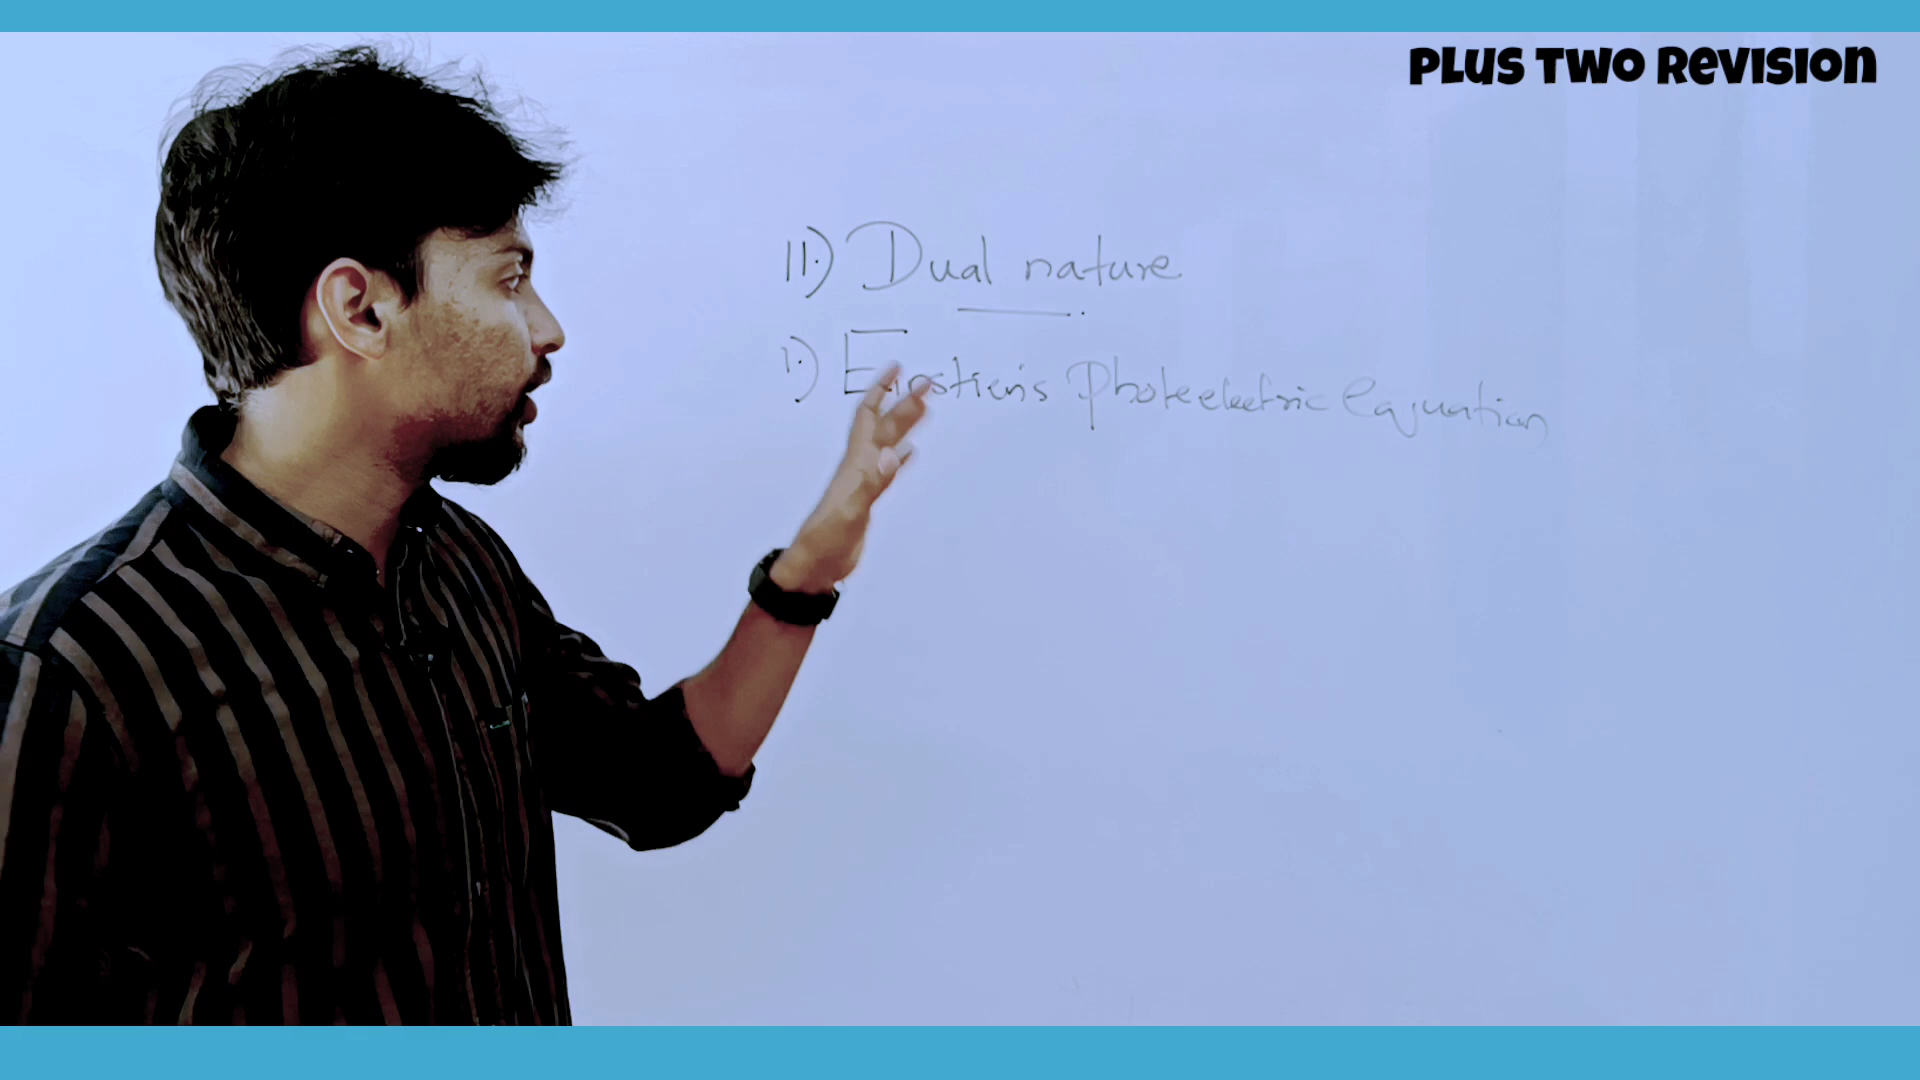 Plus Two Revision
11.) Dual nature
1.) Einstien's Photoelectric equation